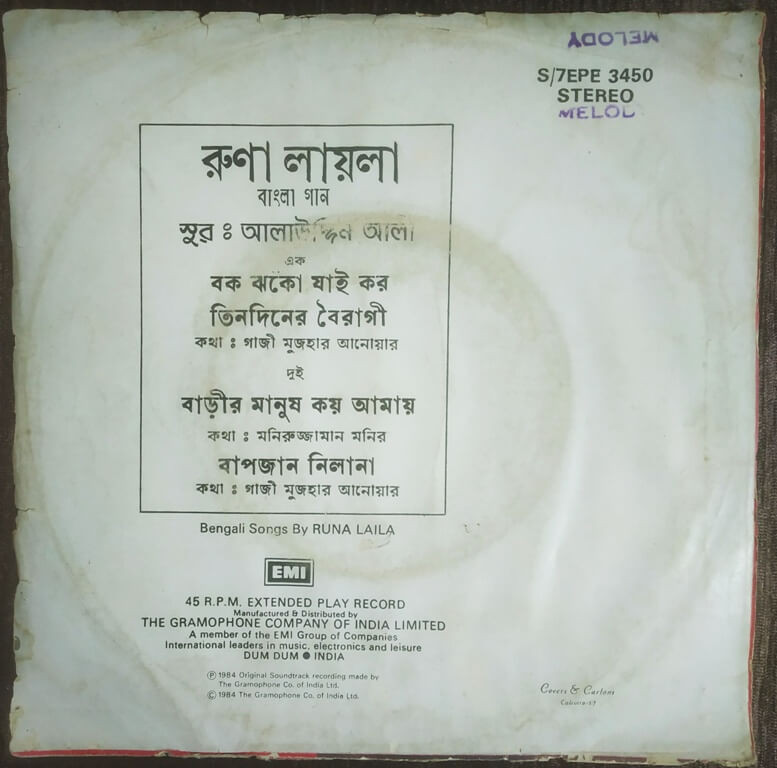 MELODY
S/7EPE 3450
STEREO
MELOD
রুণা লায়লা
বাংলা গান
সুর ঃ আলাউদ্দিন আলী
এক
বক ঝকো যাই কর
তিনদিনের বৈরাগী
কথা ঃ গাজী মুজহার আনোয়ার
দুই
বাড়ীর মানুষ কয় আমায়
কথা ঃ মনিরুজ্জামান মনির
বাপজান নিলানা
কথা ঃ গাজী মুজহার আনোয়ার
Bengali Songs By RUNA LAILA
EMI
45 R.P.M. EXTENDED PLAY RECORD
Manufactured & Distributed by
THE GRAMOPHONE COMPANY OF INDIA LIMITED
A member of the EMI Group of Companies
International leaders in music, electronics and leisure
DUM DUM ● INDIA
Ⓟ 1984 Original Soundtrack recording made by
The Gramophone Co. of India Ltd.
© 1984 The Gramophone Co. of India Ltd.
Covers & Cartons
Calcutta-57